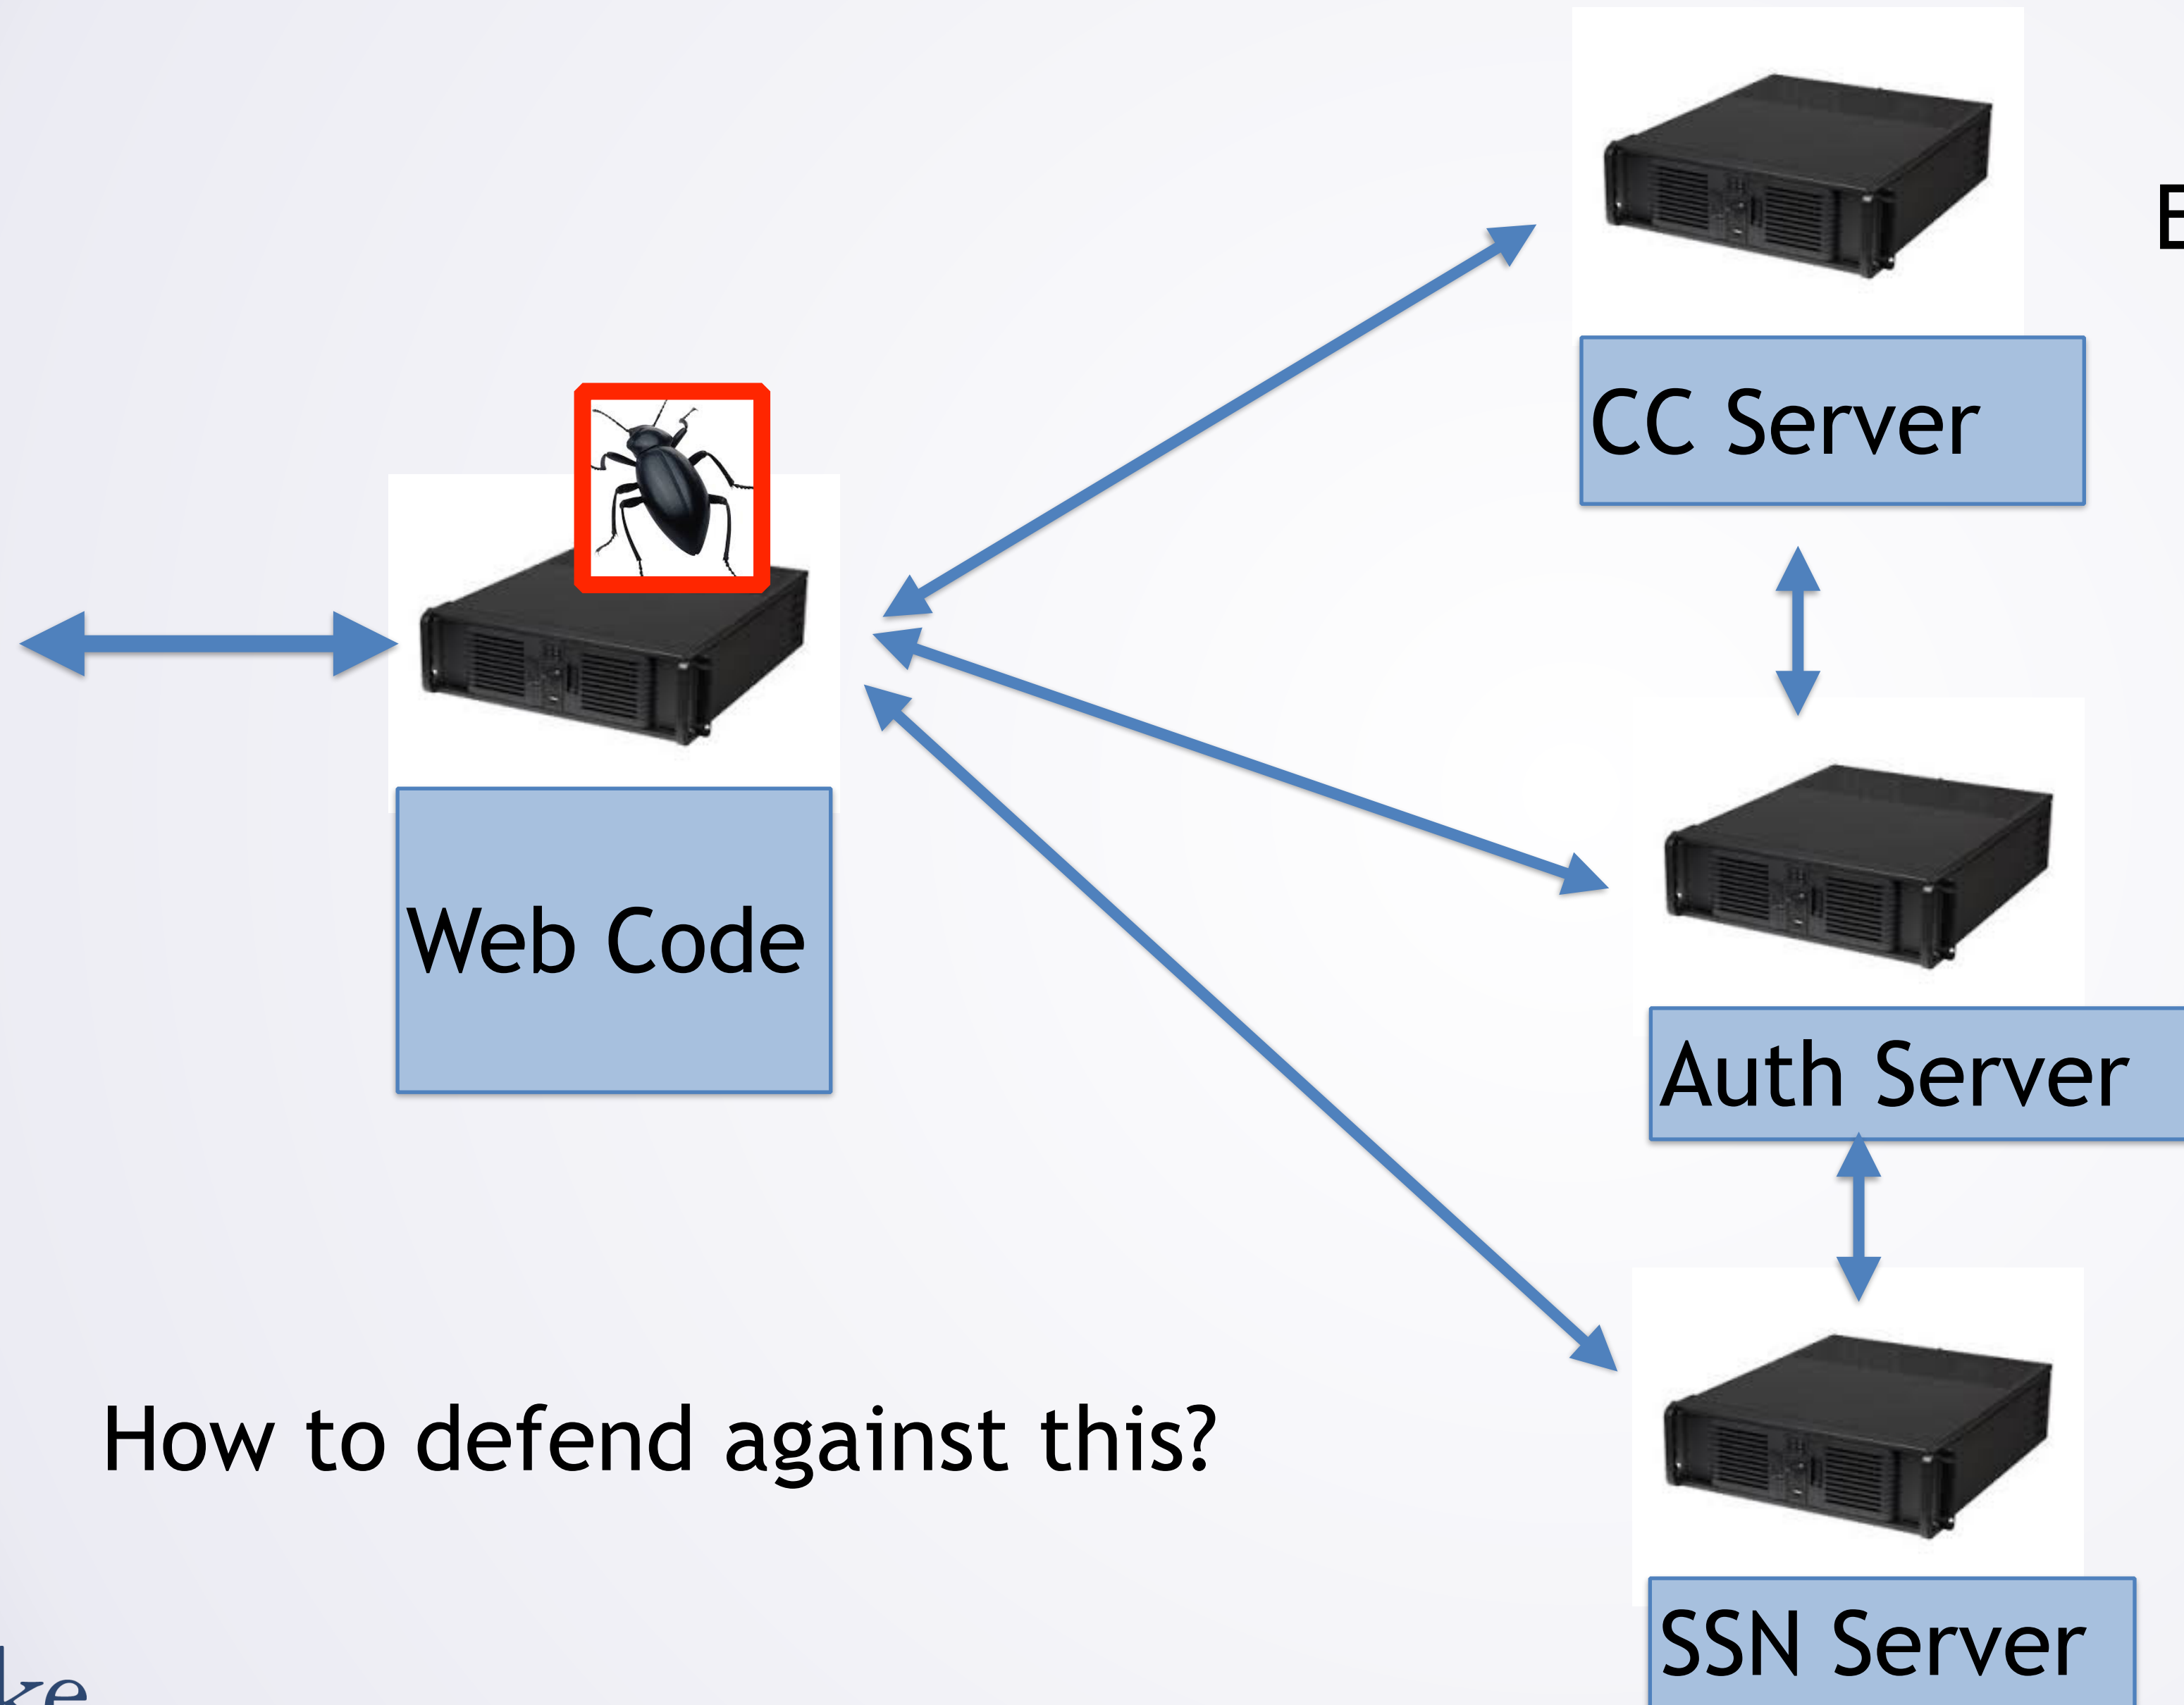 CC Server
Web Code
Auth Server
How to defend against this?
SSN Server